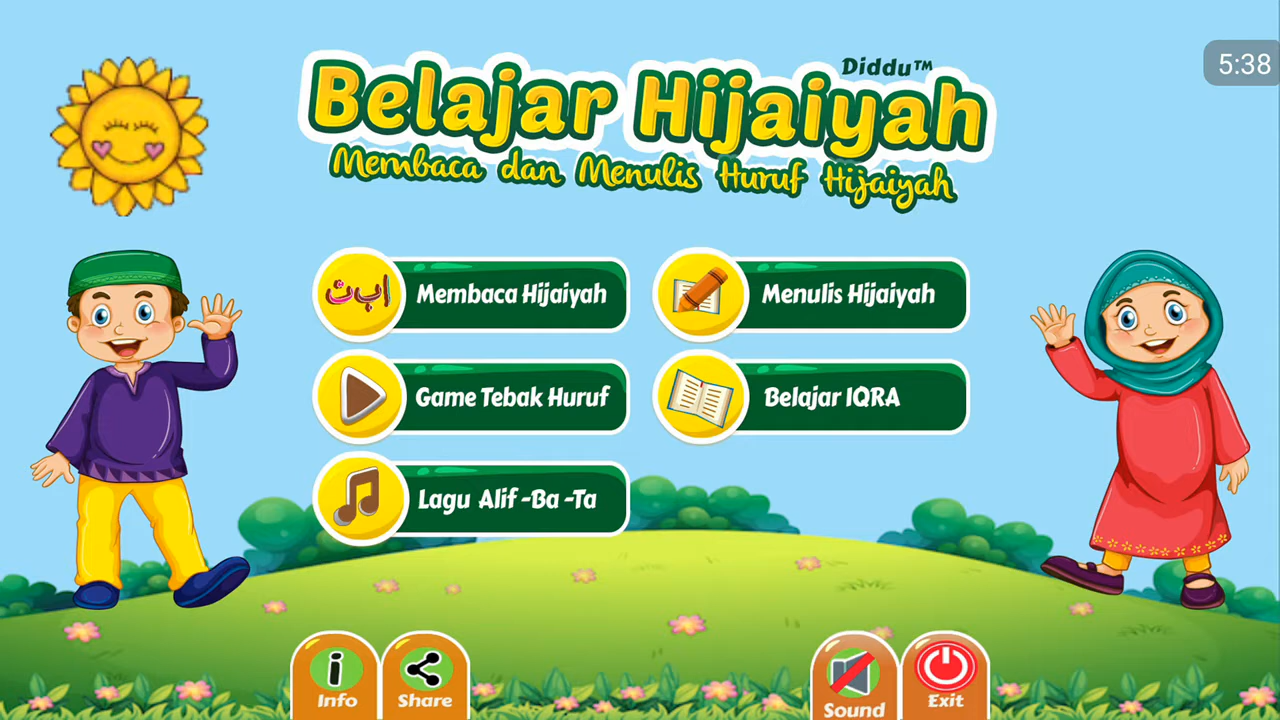 Diddu™
Belajar Hijaiyah
Membaca dan Menulis Huruf Hijaiyah
5:38
ا ب ت
Membaca Hijaiyah
Menulis Hijaiyah
Game Tebak Huruf
Belajar IQRA
Lagu Alif -Ba -Ta
Info
Share
Sound
Exit